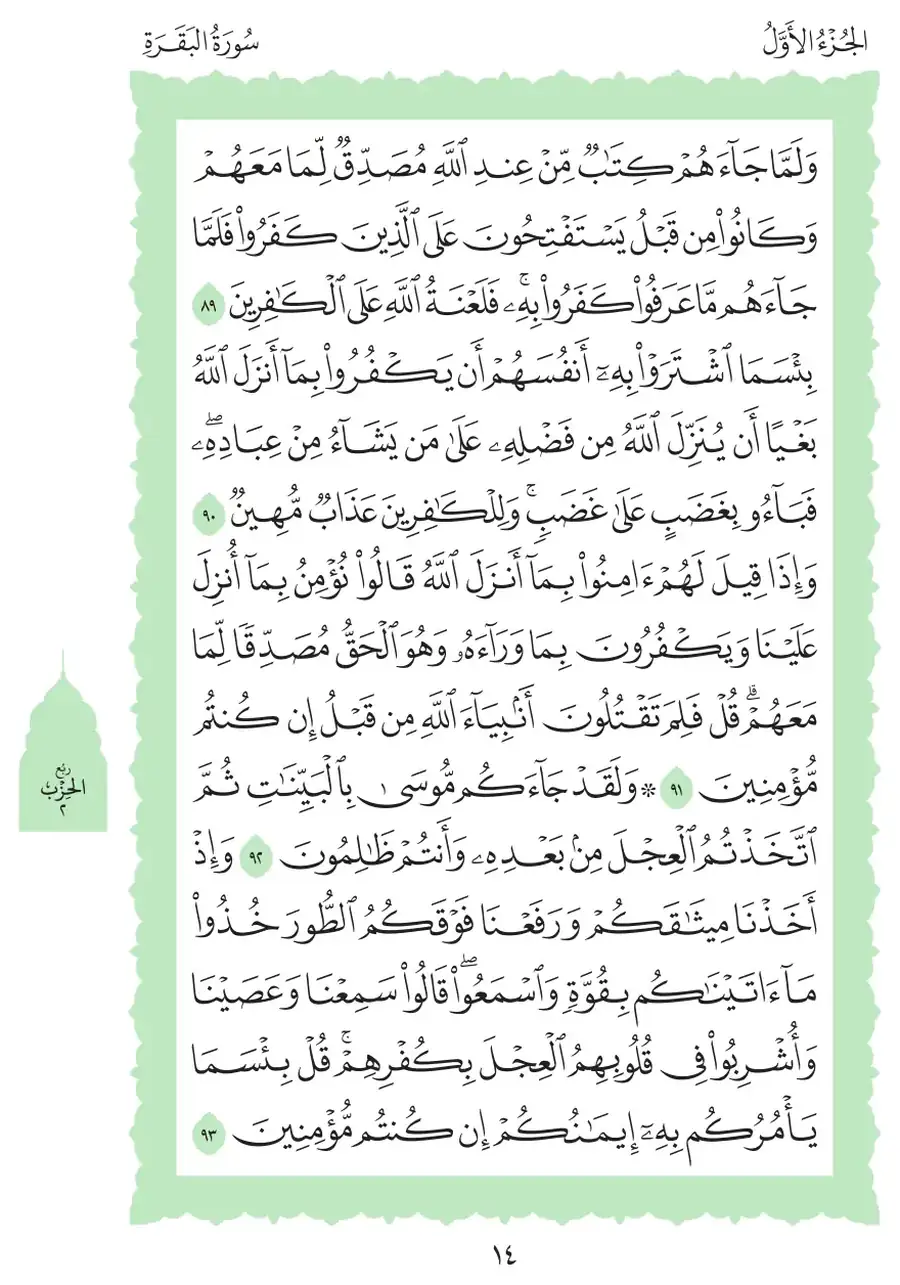 الجُزْءُ الأَوَّلُ
سُورَةُ البَقَرَةِ
وَلَمَّا جَآءَهُمْ كِتَٰبٌ مِّنْ عِندِ ٱللَّهِ مُصَدِّقٌ لِّمَا مَعَهُمْ
وَكَانُوا۟ مِن قَبْلُ يَسْتَفْتِحُونَ عَلَى ٱلَّذِينَ كَفَرُوا۟ فَلَمَّا
جَآءَهُم مَّا عَرَفُوا۟ كَفَرُوا۟ بِهِۦۚ فَلَعْنَةُ ٱللَّهِ عَلَى ٱلْكَٰفِرِينَ ٨٩
بِئْسَمَا ٱشْتَرَوْا۟ بِهِۦٓ أَنفُسَهُمْ أَن يَكْفُرُوا۟ بِمَآ أَنزَلَ ٱللَّهُ
بَغْيًا أَن يُنَزِّلَ ٱللَّهُ مِن فَضْلِهِۦ عَلَىٰ مَن يَشَآءُ مِنْ عِبَادِهِۦۖ
فَبَآءُو بِغَضَبٍ عَلَىٰ غَضَبٍۚ وَلِلْكَٰفِرِينَ عَذَابٌ مُّهِينٌ ٩٠
وَإِذَا قِيلَ لَهُمْ ءَامِنُوا۟ بِمَآ أَنزَلَ ٱللَّهُ قَالُوا۟ نُؤْمِنُ بِمَآ أُنزِلَ
عَلَيْنَا وَيَكْفُرُونَ بِمَا وَرَآءَهُۥ وَهُوَ ٱلْحَقُّ مُصَدِّقًا لِّمَا
مَعَهُمْۗ قُلْ فَلِمَ تَقْتُلُونَ أَنۢبِيَآءَ ٱللَّهِ مِن قَبْلُ إِن كُنتُم
مُّؤْمِنِينَ ٩١ ۞ وَلَقَدْ جَآءَكُم مُّوسَىٰ بِٱلْبَيِّنَٰتِ ثُمَّ
ٱتَّخَذْتُمُ ٱلْعِجْلَ مِنۢ بَعْدِهِۦ وَأَنتُمْ ظَٰلِمُونَ ٩٢ وَإِذْ
أَخَذْنَا مِيثَٰقَكُمْ وَرَفَعْنَا فَوْقَكُمُ ٱلطُّورَ خُذُوا۟
مَآ ءَاتَيْنَٰكُم بِقُوَّةٍ وَٱسْمَعُوا۟ۖ قَالُوا۟ سَمِعْنَا وَعَصَيْنَا
وَأُشْرِبُوا۟ فِى قُلُوبِهِمُ ٱلْعِجْلَ بِكُفْرِهِمْۚ قُلْ بِئْسَمَا
يَأْمُرُكُم بِهِۦٓ إِيمَٰنُكُمْ إِن كُنتُم مُّؤْمِنِينَ ٩٣
رُبْع
الحِزْب
٢
١٤